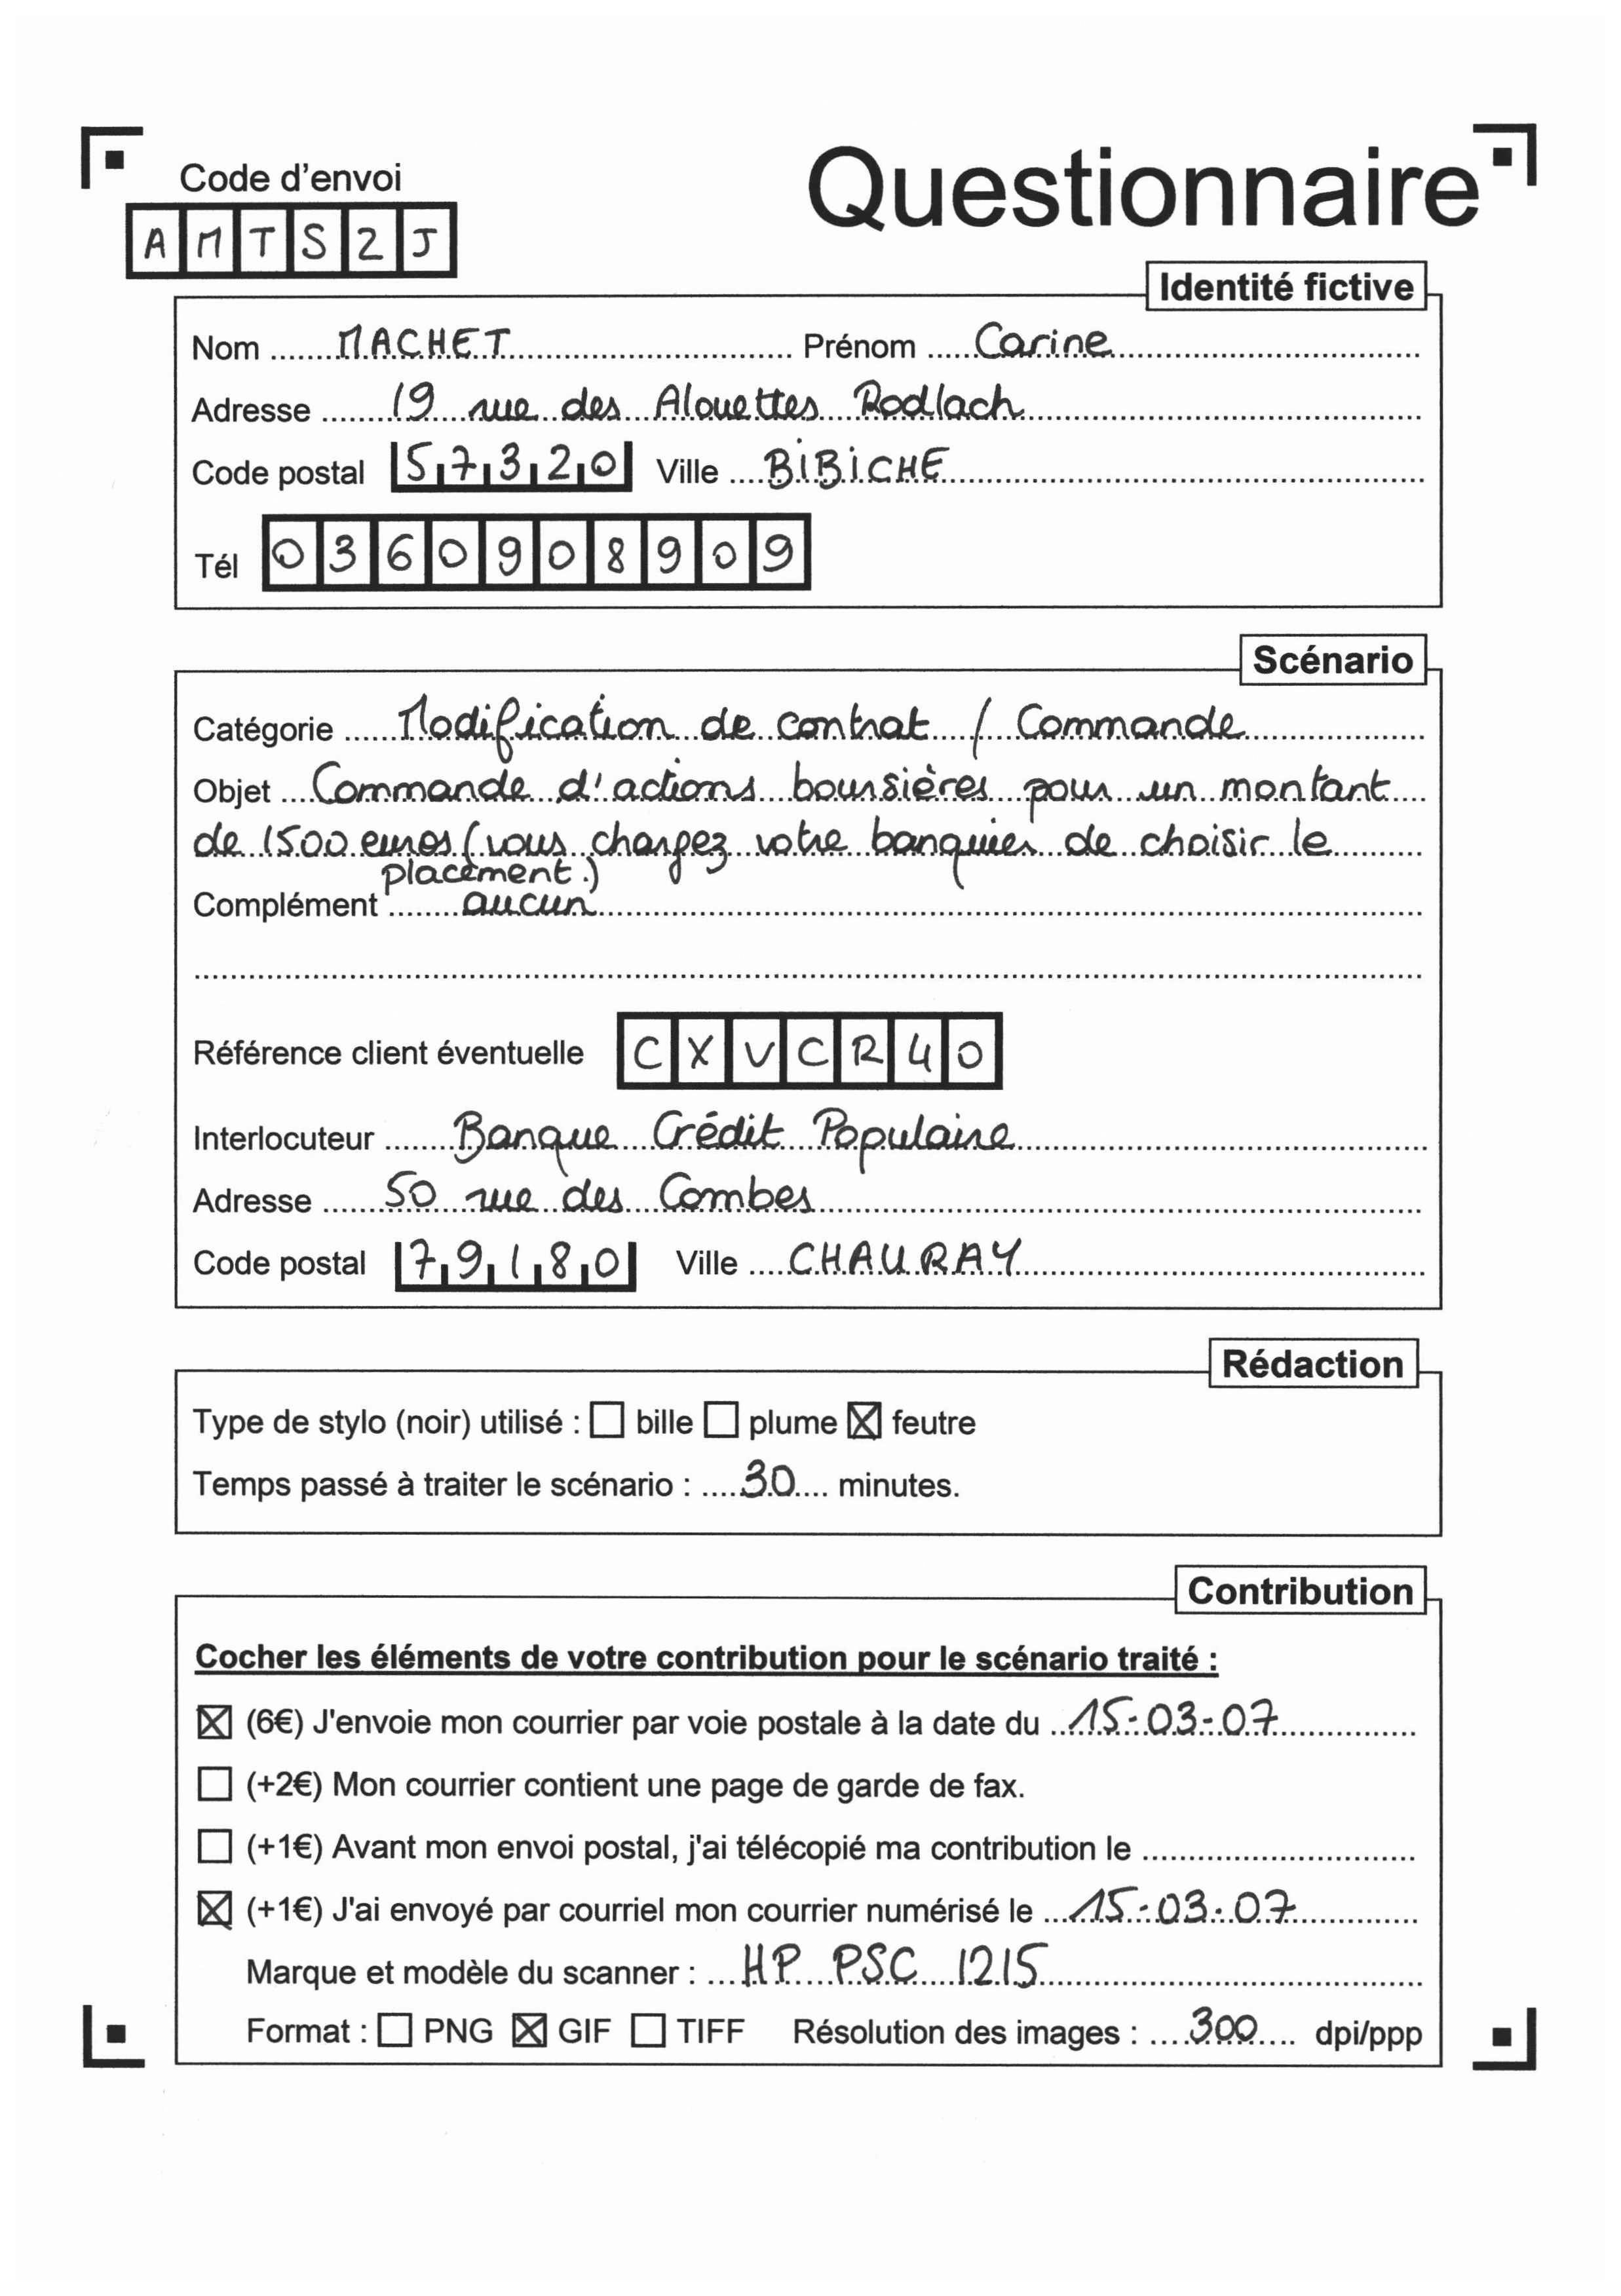 Questionnaire
Code d'envoi
AMTS2J
Identité fictive
Nom MACHET Prénom Carine
Adresse 19 rue des Alouettes Rodlach
Code postal 57320 Ville BIBICHE
Tél 0360908909
Scénario
Catégorie Modification de contrat / Commande
Objet Commande d'actions boursières pour un montant
de 1500 euros (vous chargez votre banquier de choisir le
placement.)
Complément aucun
Référence client éventuelle CXVCR40
Interlocuteur Banque Crédit Populaire
Adresse 50 rue des Combes
Code postal 79180 Ville CHAURAY
Rédaction
Type de stylo (noir) utilisé : ☐ bille ☐ plume ☒ feutre
Temps passé à traiter le scénario : 30 minutes.
Contribution
Cocher les éléments de votre contribution pour le scénario traité :
☒ (6€) J'envoie mon courrier par voie postale à la date du 15-03-07
☐ (+2€) Mon courrier contient une page de garde de fax.
☐ (+1€) Avant mon envoi postal, j'ai télécopié ma contribution le
☒ (+1€) J'ai envoyé par courriel mon courrier numérisé le 15-03-07
Marque et modèle du scanner : HP PSC 1215
Format : ☐ PNG ☒ GIF ☐ TIFF Résolution des images : 300 dpi/ppp